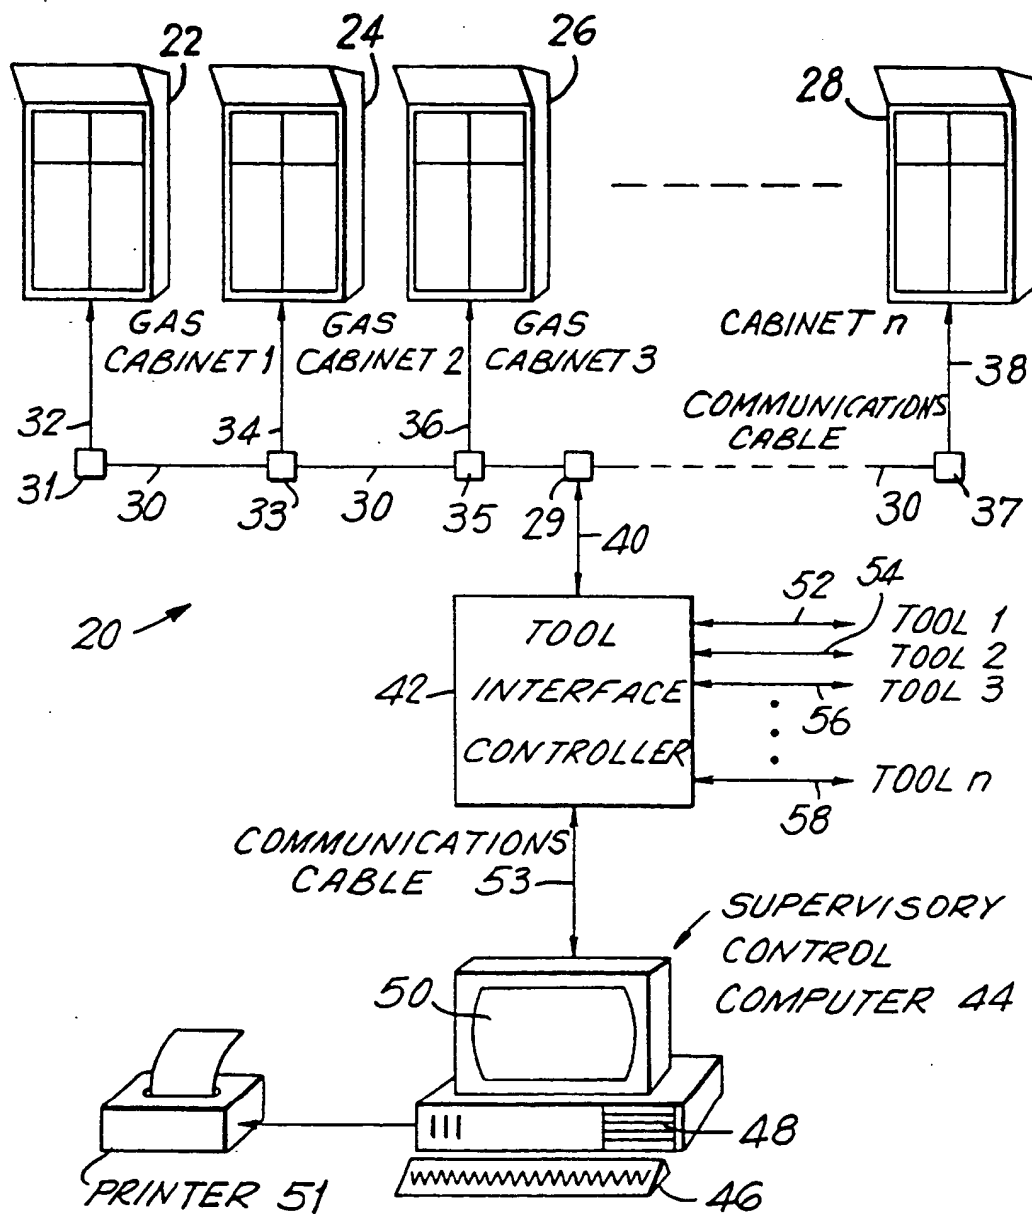 22
24
26
28
GAS
CABINET 1
GAS
CABINET 2
GAS
CABINET 3
CABINET n
32
34
36
38
COMMUNICATIONS
CABLE
31
30
33
30
35
29
40
30
37
20
42
TOOL
INTERFACE
CONTROLLER
52
54
TOOL 1
TOOL 2
TOOL 3
56
TOOL n
58
COMMUNICATIONS
CABLE 53
SUPERVISORY
CONTROL
COMPUTER 44
50
48
46
PRINTER 51